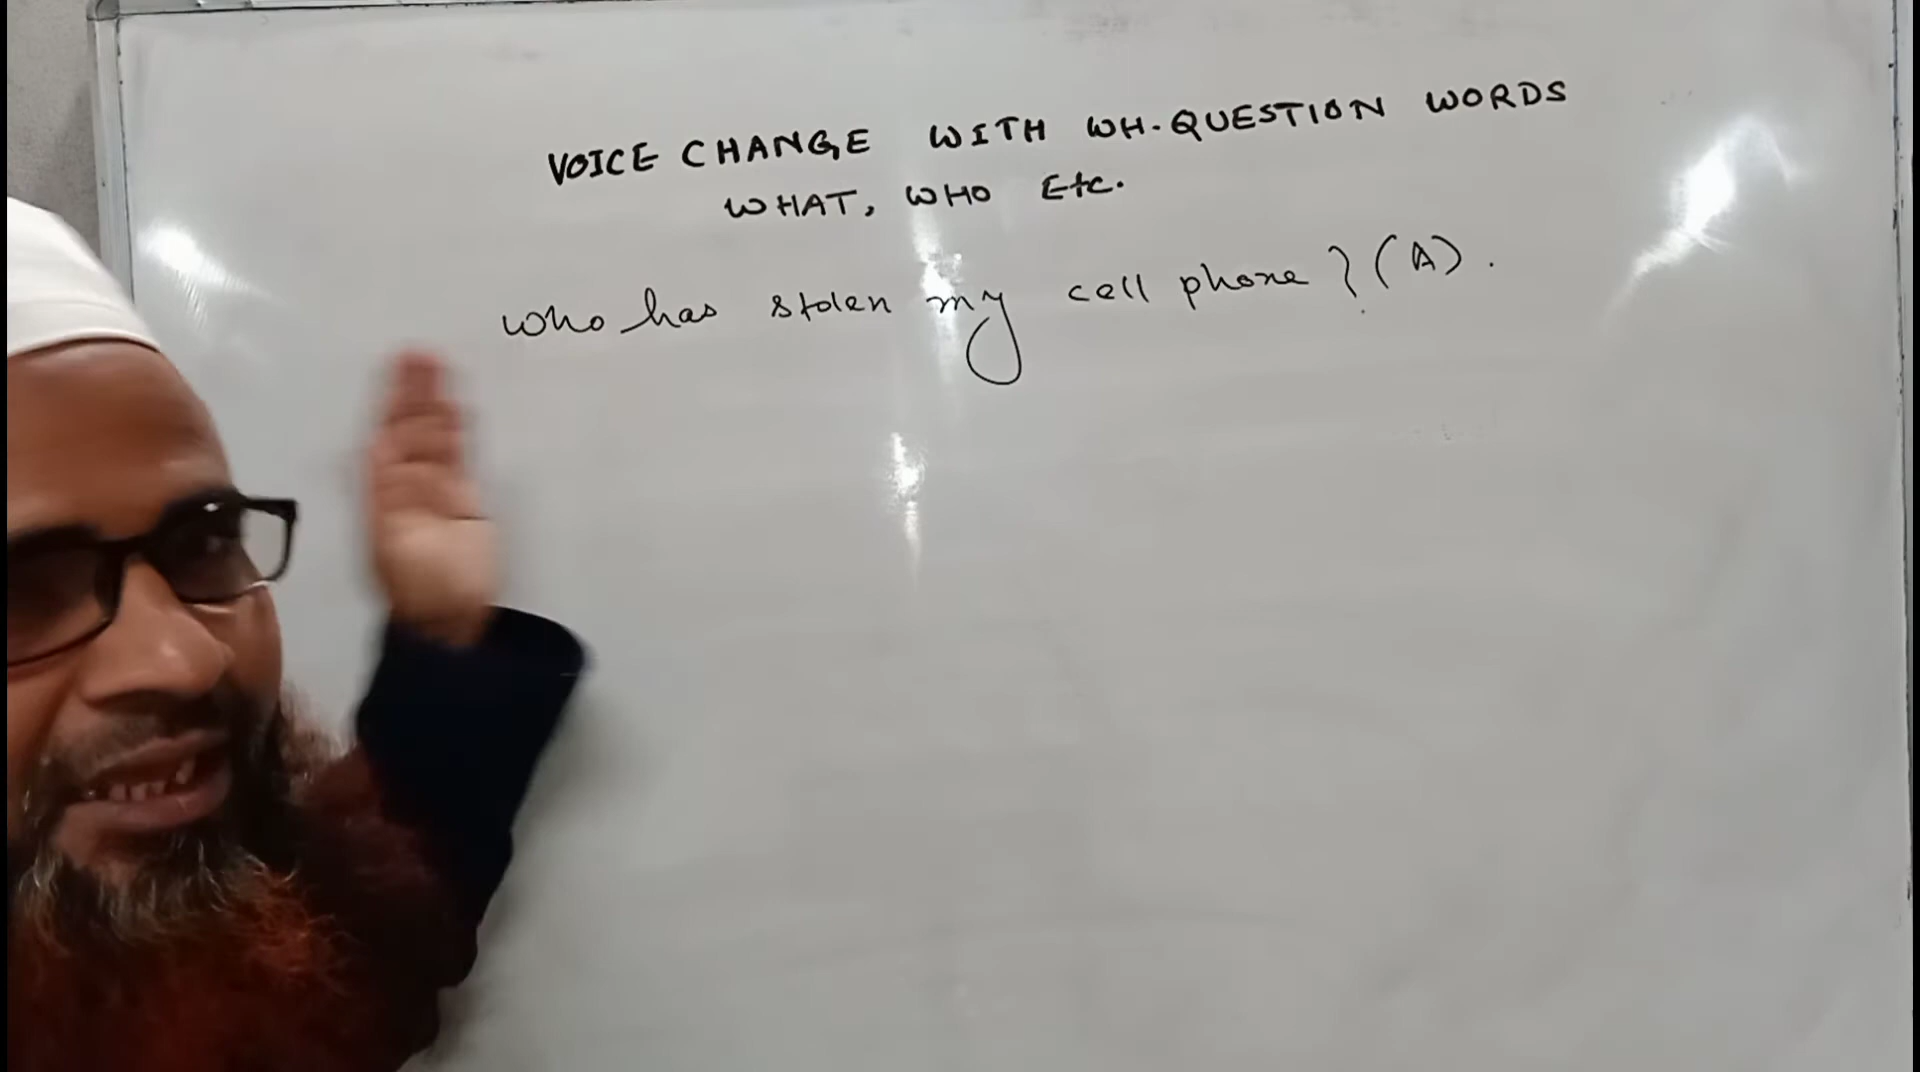 VOICE CHANGE WITH WH-QUESTION WORDS
WHAT, WHO Etc.
who has stolen my cell phone? (A).